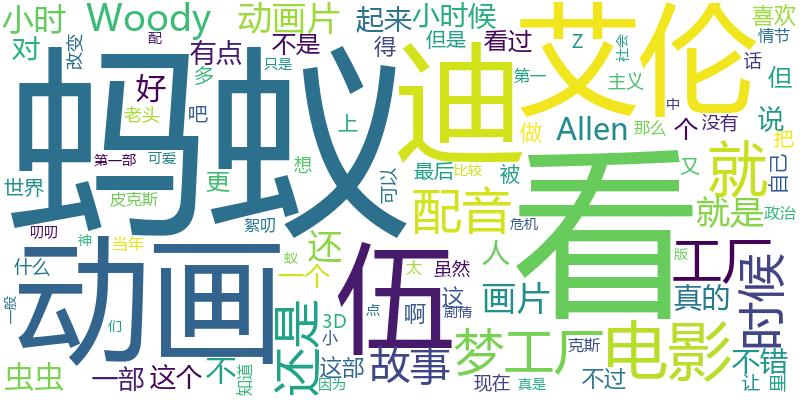 小时
Woody
动画片
起来
小时候
喜欢
对
改变
配
有点
不是
得
但是
看过
Z
社会
情节
好
多
只是
第一
主义
话
但
老头
吧
上
迪
艾伦
Allen
那么
个
中
没有
说
做
把
蚂蚁
第一部
可爱
更
想
可以
最后
比较
被
又
就
自己
世界
皮克斯
絮叨
配音
看
就是
政治
叨叨
神
当年
还
人
危机
什么
蚁
一个
太
虽然
工厂
版
动画
伍
这
画片
真的
时候
一般
们
还是
3D
点
啊
剧情
小
梦工厂
电影
虫虫
一部
这个
不
知道
这部
因为
故事
现在
真是
克斯
不过
不错
让
里